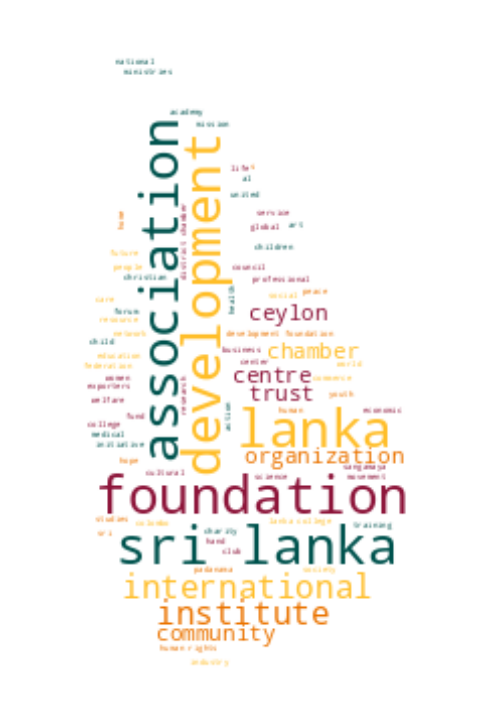 national
ministries
academy
mission
association
development
life
al
united
service
home
district chamber
global
art
children
future
people
christian
council
professional
care
health
social
peace
forum
resource
ceylon
network
development foundation
child
business
chamber
education
center
world
federation
centre
women
commerce
exporters
trust
youth
welfare
research
human
economic
fund
action
college
lanka
medical
initiative
organization
hope
sangamaya
cultural
science
movement
foundation
studies
colombo
lanka college
training
sri
charity
sri lanka
hand
club
padanama
society
international
institute
community
human rights
industry